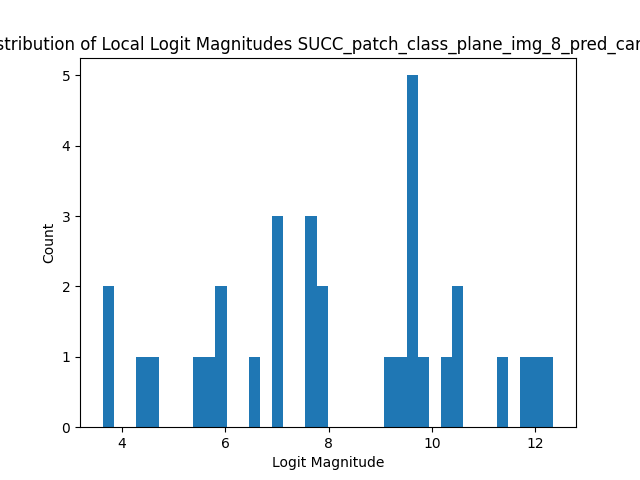 stribution of Local Logit Magnitudes SUCC_patch_class_plane_img_8_pred_car
5
4
3
2
1
0
Count
4 6 8 10 12
Logit Magnitude